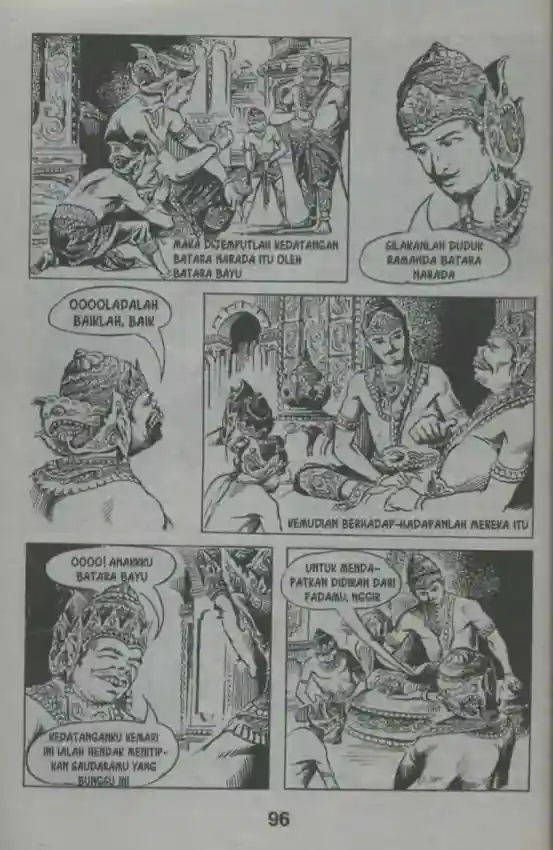 MAKA DIJEMPUTLAH KEDATANGAN
BATARA NARADA ITU OLEH
BATARA BAYU
SILAKANLAH DUDUK
RAMANDA BATARA
NARADA
OOOOLADALAH
BAIKLAH, BAIK
KEMUDIAN BERHADAP-HADAPANLAH MEREKA ITU
OOOO! ANAKKU
BATARA BAYU
KEDATANGANKU KEMARI
INI IALAH HENDAK MENITIP-
KAN SAUDARAMU YANG
BUNGSU INI
UNTUK MENDA-
PATKAN DIDIKAN DARI
PADAMU, NGGIR
96